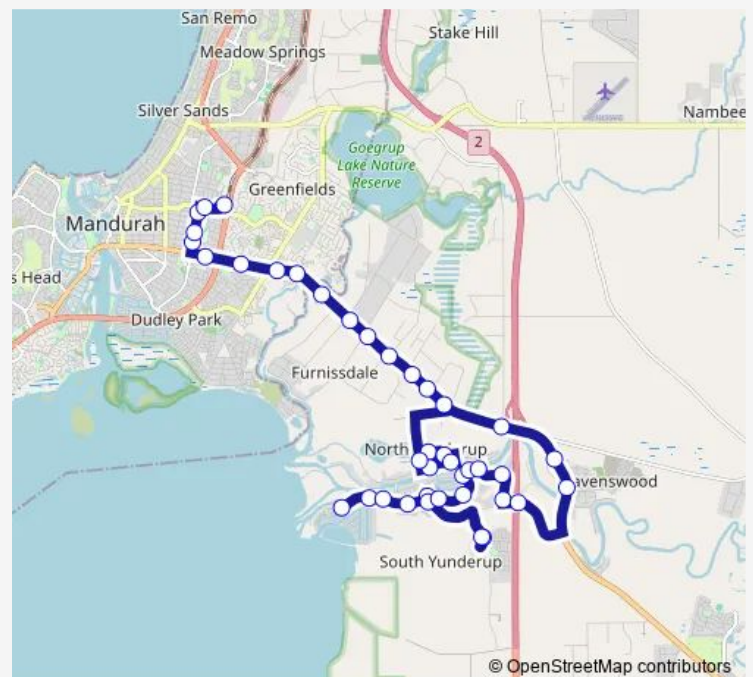 San Remo
Stake Hill
Meadow Springs
Silver Sands
Nambee
2
Goegrup
Lake Nature
Reserve
Greenfields
Mandurah
s Head
Dudley Park
Furnissdale
North
erup
avenswood
South Yunderup
© OpenStreetMap contributors